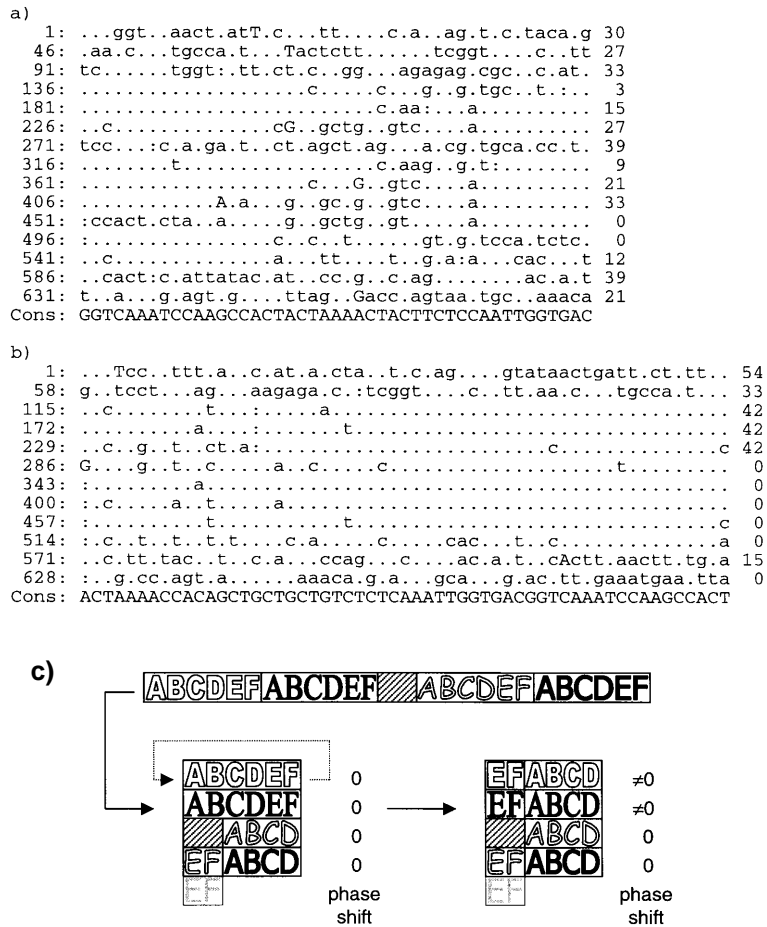 a)
1: ...ggt..aact.atT.c...tt....c.a..ag.t.c.taca.g 30
46: .aa.c...tgcca.t...Tactctt......tcggt....c..tt 27
91: tc......tggt:.tt.ct.c..gg...agagag.cgc..c.at. 33
136: ....................c.....c...g..g.tgc..t.:.. 3
181: ..........................c.aa:...a.......... 15
226: ..c..............cG..gctg..gtc....a.......... 27
271: tcc...:c.a.ga.t..ct.agct.ag...a.cg.tgca.cc.t. 39
316: ........t.................c.aag..g.t:........ 9
361: ....................c...G..gtc....a.......... 21
406: ............A.a...g..gc.g..gtc....a.......... 33
451: :ccact.cta..a.....g..gctg..gt.....a.......... 0
496: .................c..c..t......gt.g.tcca.tctc. 0
541: .................a..tt....t..g.a:a...cac...t 12
586: ..cact:c.attatac.at..cc.g..c.ag.......ac.a.t 39
631: t..a...g.agt.g....ttag..Gacc.agtaa.tgc..aaaca 21
Cons: GGTCAAATCCAAGCCACTACTAAAACTACTTCTCCAATTGGTGAC
b)
1: ...Tcc..ttt.a..c.at.a.cta..t.c.ag....gtataactgatt.ct.tt.. 54
58: g..tcct...ag...aagaga.c.:tcggt....c..tt.aa.c...tgcca.t... 33
115: ..c........t...:.....a................................... 42
172: ..........a....:.......t................................. 42
229: ..c..g..t..ct.a:.........................c..............c 42
286: G....g..t..c.....a..c.....c....................t......... 0
343: :.........a.............................................. 0
400: :.c.....a..t.....a....................................... 0
457: :..........t...........t................................c 0
514: :..c..t..t.t.t......c.a.....c.....cac...t..c............a 0
571: ..c.tt.tac..t..c.a...ccag...c....ac.a.t..cActt.aactt.tg.a 15
628: :..g.cc.agt.a......aaaca.g.a...gca...g.ac.tt.gaaatgaa.tta 0
Cons: ACTAAAACCACAGCTGCTGCTGTCTCTCAAATTGGTGACGGTCAAATCCAAGCCACT
c)
ABCDEF ABCDEF ABCDEF ABCDEF
ABCDEF 0 EF ABCD ≠0
ABCDEF 0 EF ABCD ≠0
ABCD 0 ABCD 0
EF ABCD 0 EF ABCD 0
EF EF
phase phase
shift shift